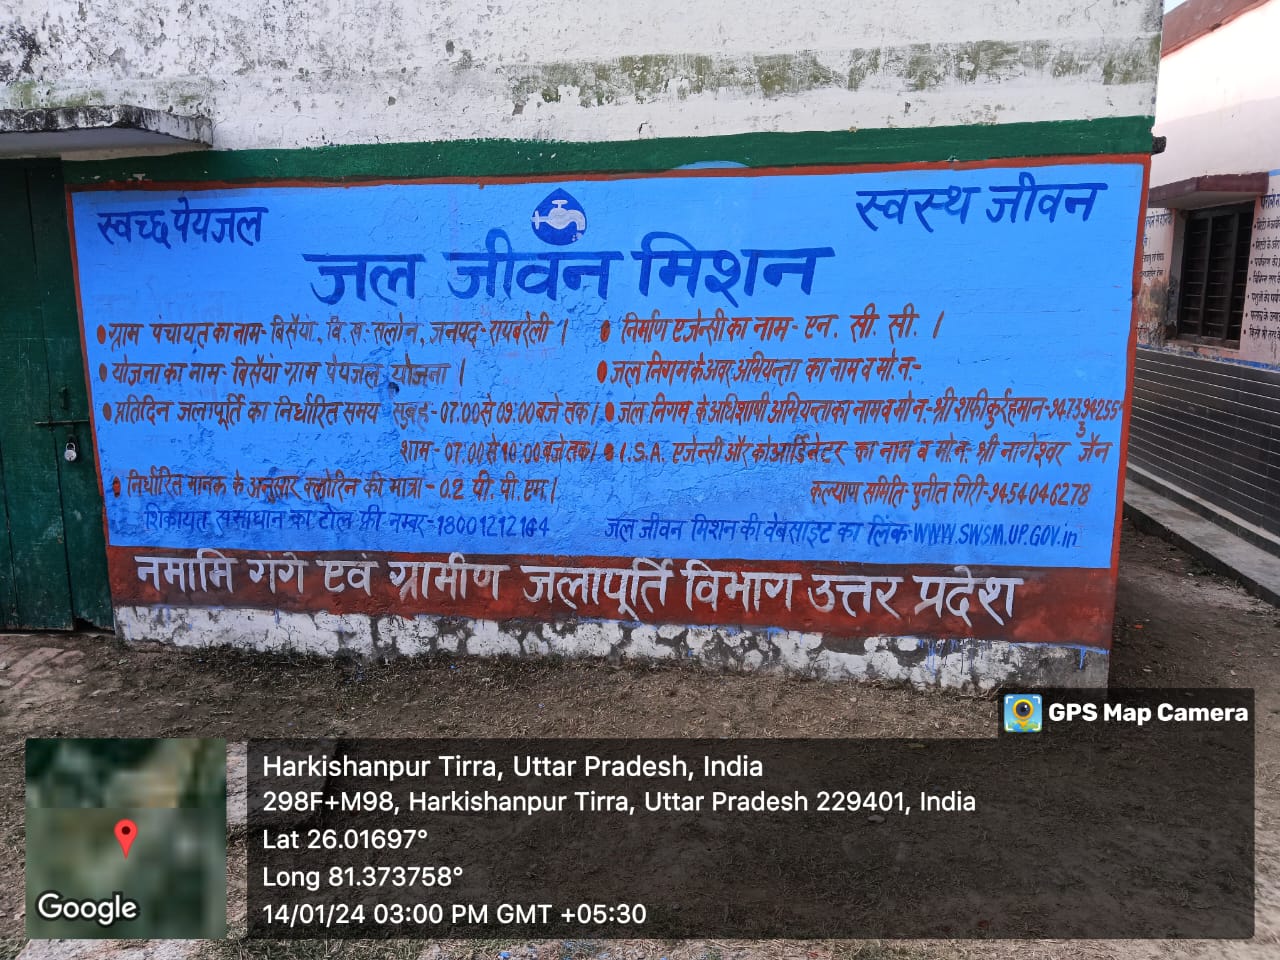 स्वच्छ पेयजल
स्वस्थ जीवन
जल जीवन मिशन
• ग्राम पंचायत का नाम- बिसैया, वि. ख. सलोन, जनपद- रायबरेली ।
• योजना का नाम- बिसैयां ग्राम पेयजल योजना ।
• प्रतिदिन जलापूर्ति का निर्धारित समय सुबह- 07.00 से 09.00 बजे तक।
शाम- 07.00 से 10.00 बजे तक।
• निर्धारित मानक के अनुसार क्लोरिन की मात्रा- 0.2 पी. पी. एम.।
शिकायत समाधान का टोल फ्री नम्बर-18001212164
• निर्माण एजेन्सी का नाम- एन. सी. सी. ।
• जल निगम के अवर अभियन्ता का नाम व मो. न.-
• जल निगम के अधिशाषी अभियन्ता का नाम व मो न.- श्री शफीकुर्रहमान-
• I.S.A. एजेन्सी और कोआर्डिनेटर का नाम व मो.न. श्री नागेश्वर जैन
कल्याण समिति- पुनीत गिरी-9454046278
जल जीवन मिशन की वेबसाइट का लिंक-WWW.SWSM.UP.GOV.in
नमामि गंगे एवं ग्रामीण जलापूर्ति विभाग उत्तर प्रदेश
GPS Map Camera
Harkishanpur Tirra, Uttar Pradesh, India
298F+M98, Harkishanpur Tirra, Uttar Pradesh 229401, India
Lat 26.01697°
Long 81.373758°
14/01/24 03:00 PM GMT +05:30
Google